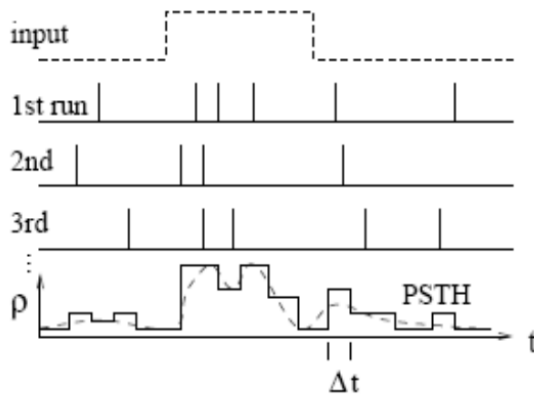 input
1st run
2nd
3rd
⋮
ρ
PSTH
t
Δt